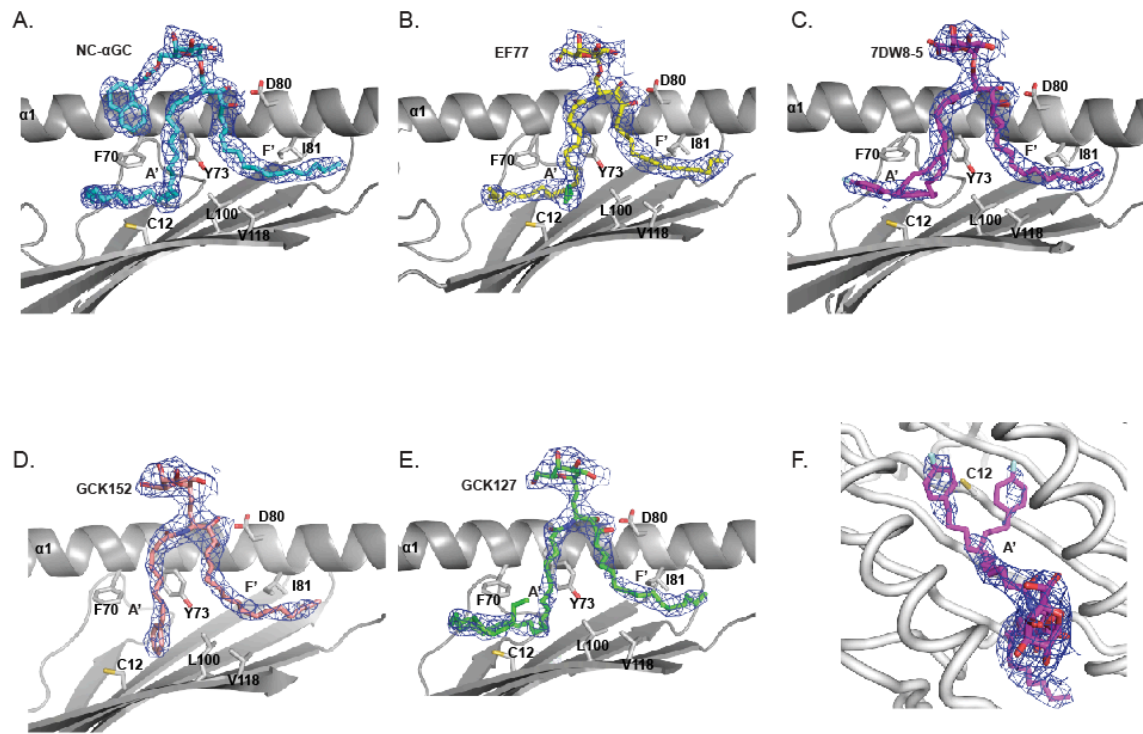 A.
NC-αGC
D80
α1
F70
A'
Y73
F'
I81
C12
L100
V118
B.
EF77
D80
α1
F70
A'
Y73
F'
I81
C12
L100
V118
C.
7DW8-5
D80
α1
F70
A'
Y73
F'
I81
C12
L100
V118
D.
GCK152
D80
α1
F70
A'
Y73
F'
I81
C12
L100
V118
E.
GCK127
D80
α1
F70
A'
Y73
F'
I81
C12
L100
V118
F.
C12
A'